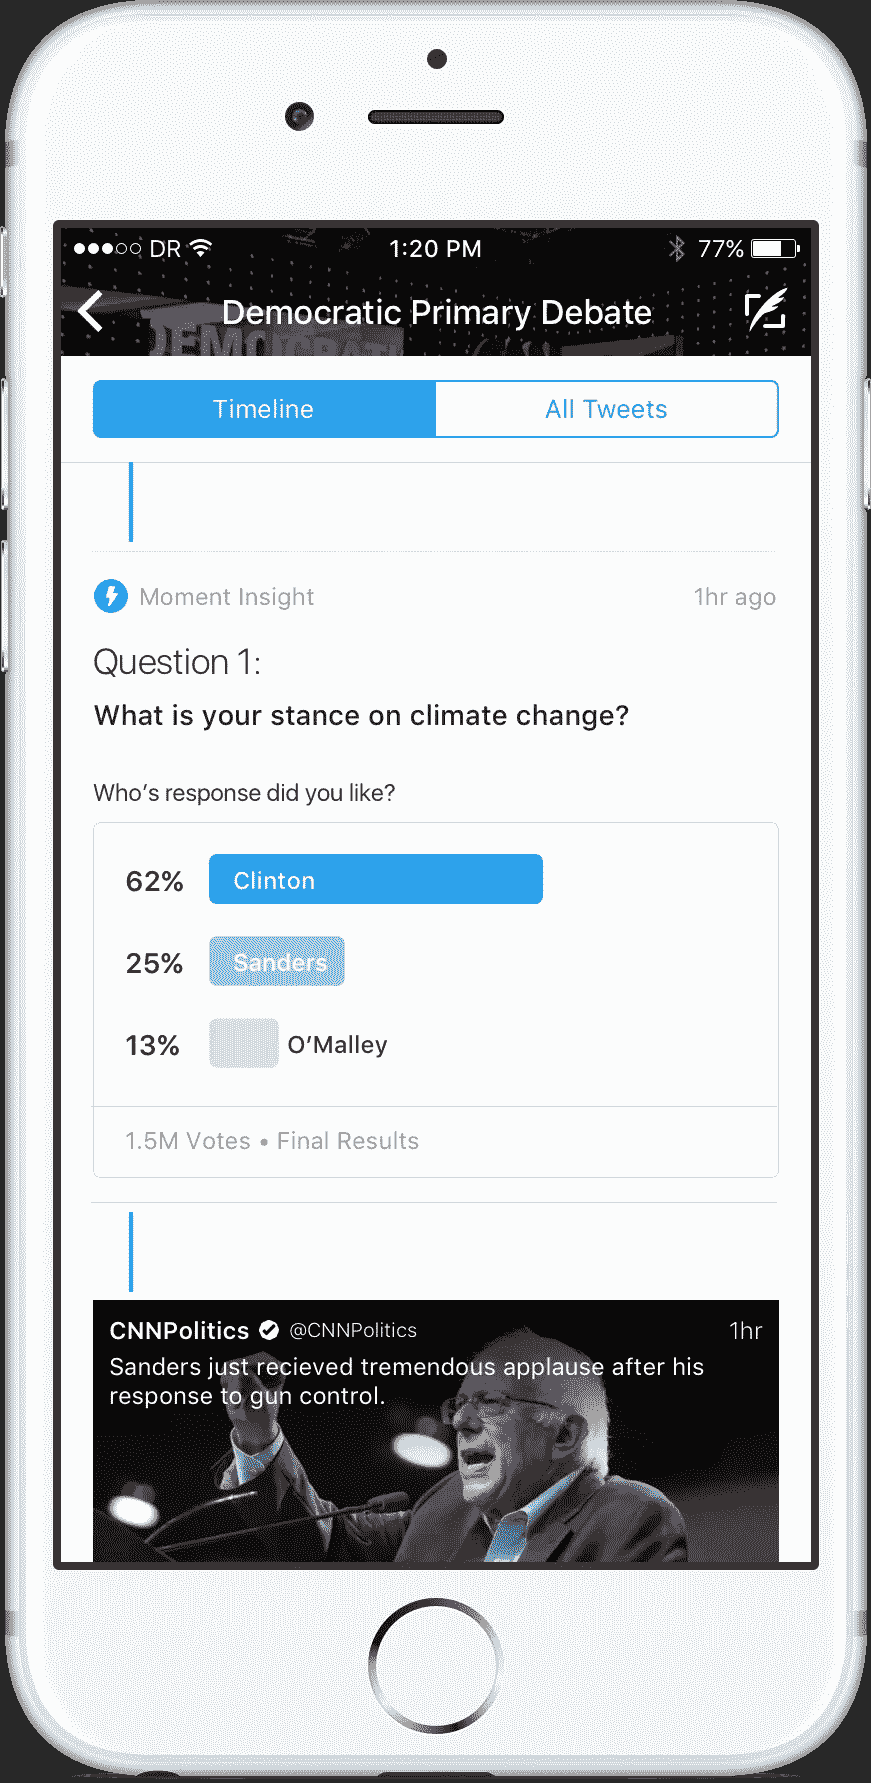 DR 1:20 PM 77%
DEMOCRATI
Democratic Primary Debate
Timeline All Tweets
Moment Insight 1hr ago
Question 1:
What is your stance on climate change?
Who’s response did you like?
62% Clinton
25% Sanders
13% O’Malley
1.5M Votes • Final Results
CNNPolitics @CNNPolitics 1hr
Sanders just recieved tremendous applause after his
response to gun control.